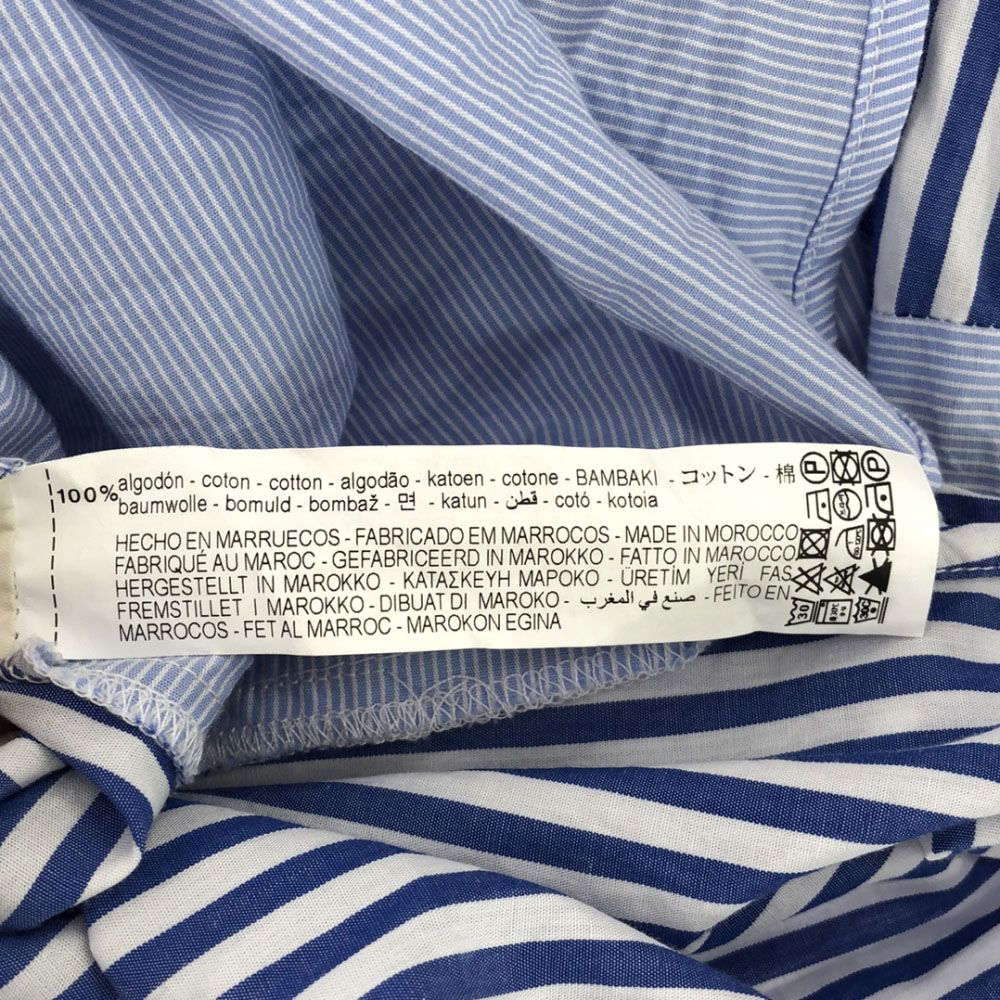 100% algodón - coton - cotton - algodão - katoen - cotone - BAMBAKI - コットン - 棉
baumwolle - bomuld - bombaž - 면 - katun - قطن - cotó - kotoia
HECHO EN MARRUECOS - FABRICADO EM MARROCOS - MADE IN MOROCCO
FABRIQUÉ AU MAROC - GEFABRICEERD IN MAROKKO - FATTO IN MAROCCO
HERGESTELLT IN MAROKKO - ΚΑΤΑΣΚΕΥΗ ΜΑΡΟΚΟ - ÜRETİM YERİ FAS
FREMSTILLET I MAROKKO - DIBUAT DI MAROKO - صنع في المغرب - FEITO EN
MARROCOS - FET AL MARROC - MAROKON EGINA
P P
30